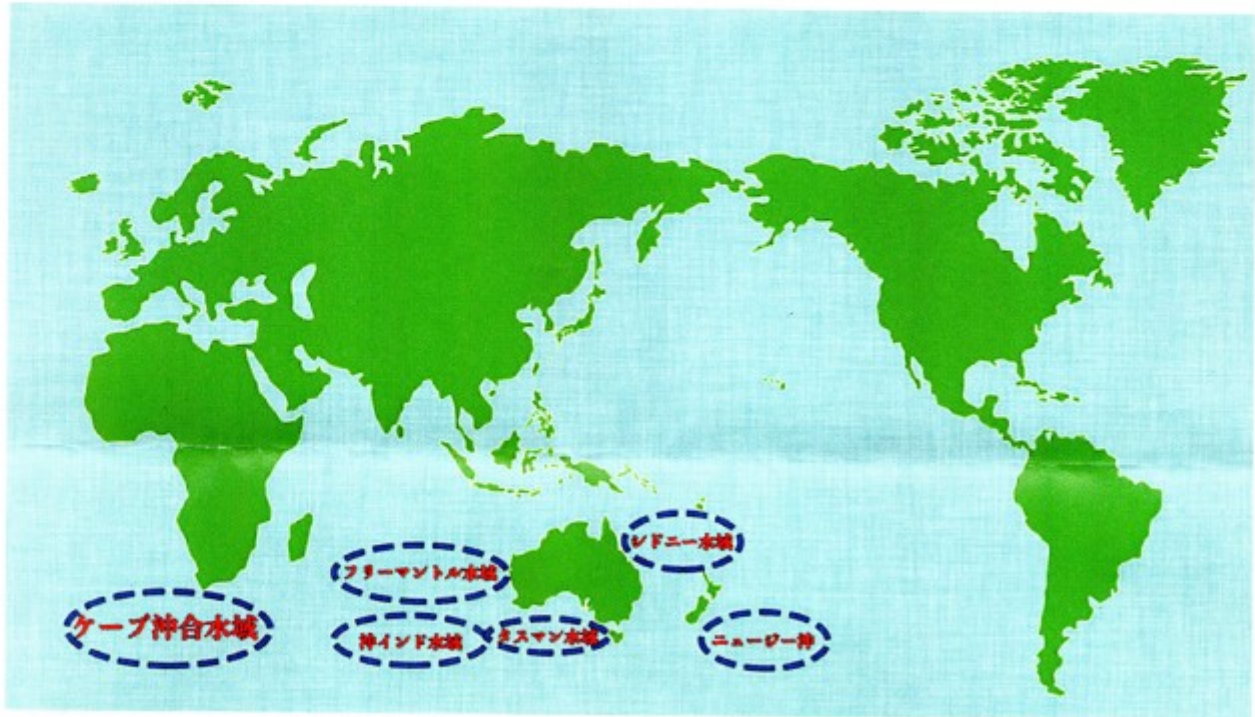 シドニー水域
フリーマントル水域
ケープ沖合水域
沖インド水域
タスマン水域
ニュージー沖